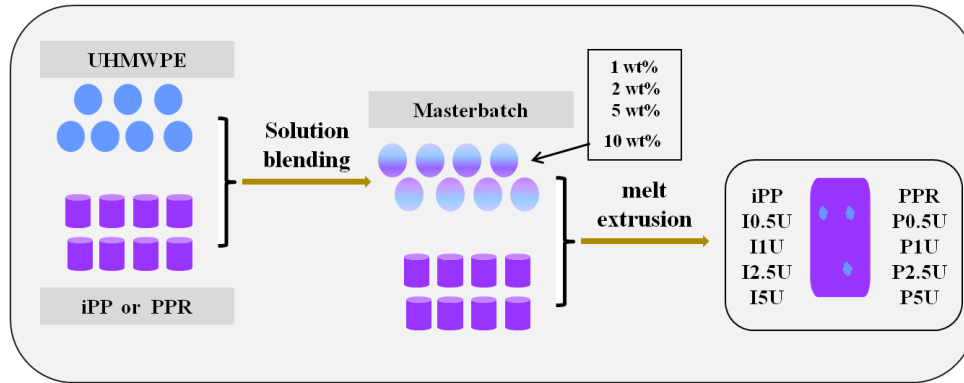 UHMWPE
iPP or PPR
Solution
blending
Masterbatch
1 wt%
2 wt%
5 wt%
10 wt%
melt
extrusion
iPP
I0.5U
I1U
I2.5U
I5U
PPR
P0.5U
P1U
P2.5U
P5U